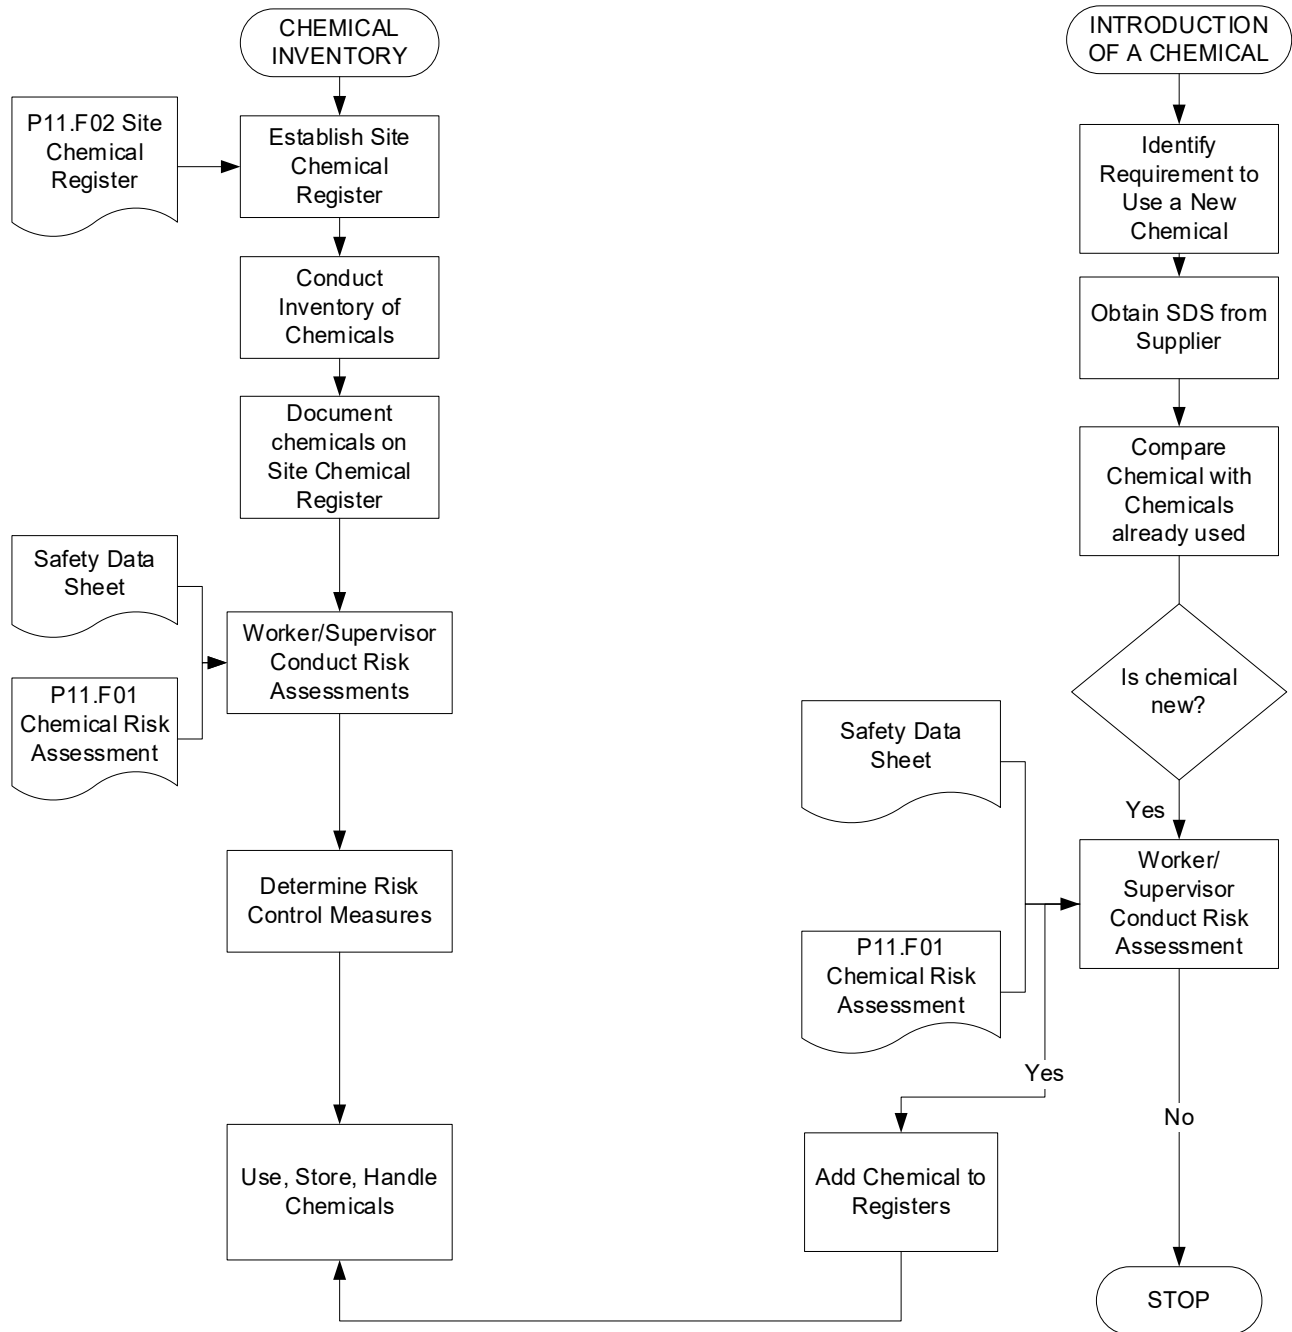 CHEMICAL
INVENTORY
P11.F02 Site
Chemical
Register
Establish Site
Chemical
Register
Conduct
Inventory of
Chemicals
Document
chemicals on
Site Chemical
Register
Safety Data
Sheet
P11.F01
Chemical Risk
Assessment
Worker/Supervisor
Conduct Risk
Assessments
Determine Risk
Control Measures
Use, Store, Handle
Chemicals
INTRODUCTION
OF A CHEMICAL
Identify
Requirement to
Use a New
Chemical
Obtain SDS from
Supplier
Compare
Chemical with
Chemicals
already used
Is chemical
new?
Yes
Safety Data
Sheet
P11.F01
Chemical Risk
Assessment
Worker/
Supervisor
Conduct Risk
Assessment
Yes
No
Add Chemical to
Registers
STOP